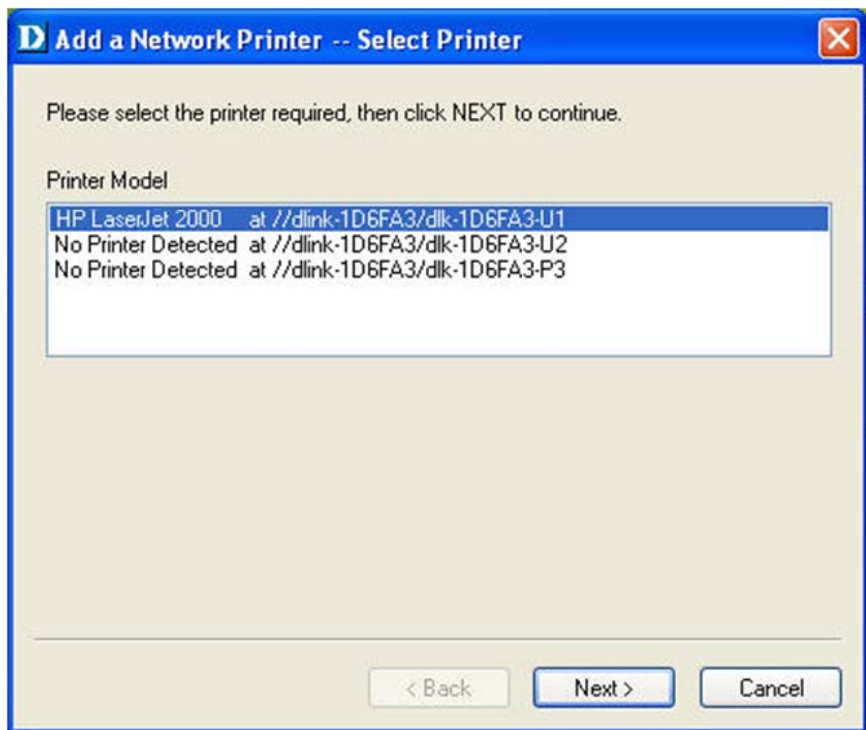 D Add a Network Printer -- Select Printer
Please select the printer required, then click NEXT to continue.
Printer Model
HP LaserJet 2000 at //dlink-1D6FA3/dlk-1D6FA3-U1
No Printer Detected at //dlink-1D6FA3/dlk-1D6FA3-U2
No Printer Detected at //dlink-1D6FA3/dlk-1D6FA3-P3
< Back Next > Cancel